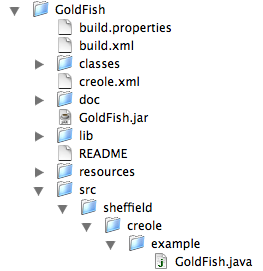 GoldFish
build.properties
build.xml
classes
creole.xml
doc
GoldFish.jar
lib
README
resources
src
sheffield
creole
example
GoldFish.java